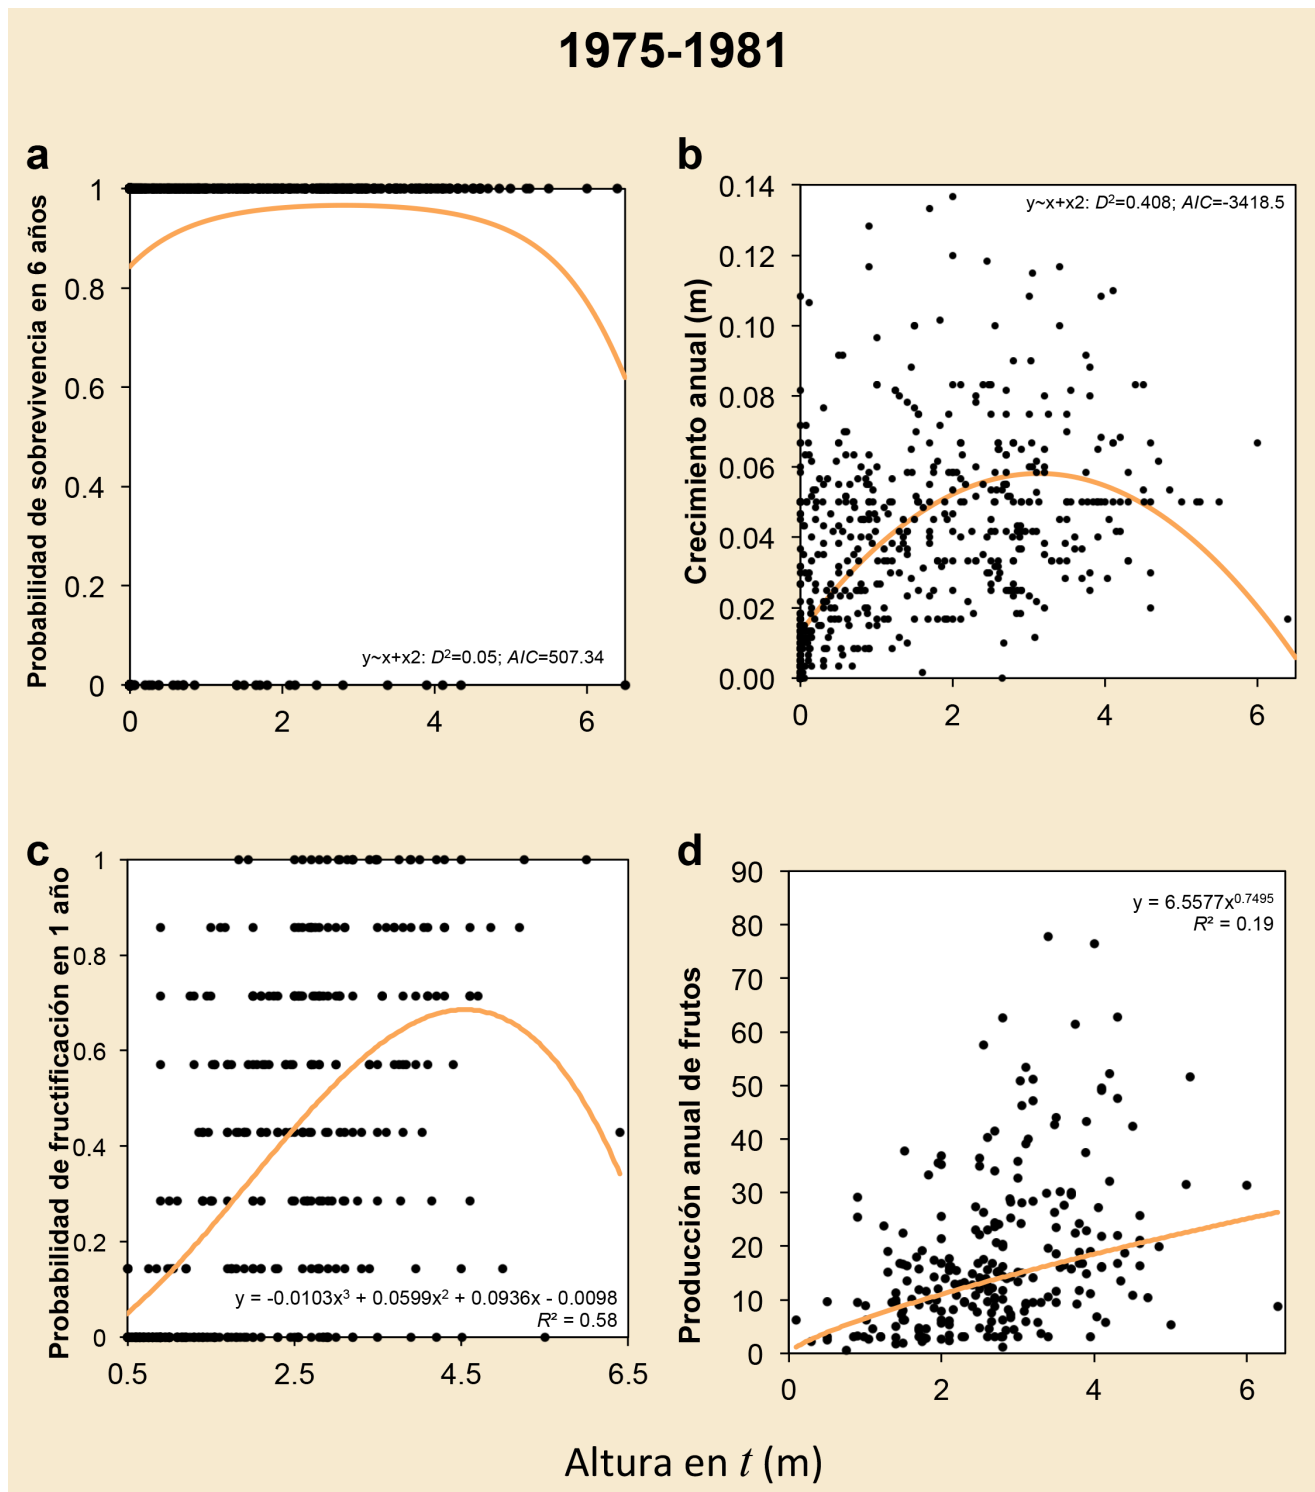 1975-1981
a
Probabilidad de sobrevivencia en 6 años
1
0.8
0.6
0.4
0.2
0
y~x+x2: D²=0.05; AIC=507.34
0 2 4 6
b
Crecimiento anual (m)
0.14
0.12
0.10
0.08
0.06
0.04
0.02
0.00
y~x+x2: D²=0.408; AIC=-3418.5
0 2 4 6
c
Probabilidad de fructificación en 1 año
1
0.8
0.6
0.4
0.2
0
y = -0.0103x³ + 0.0599x² + 0.0936x - 0.0098
R² = 0.58
0.5 2.5 4.5 6.5
d
Producción anual de frutos
90
80
70
60
50
40
30
20
10
0
y = 6.5577x⁰·⁷⁴⁹⁵
R² = 0.19
0 2 4 6
Altura en t (m)